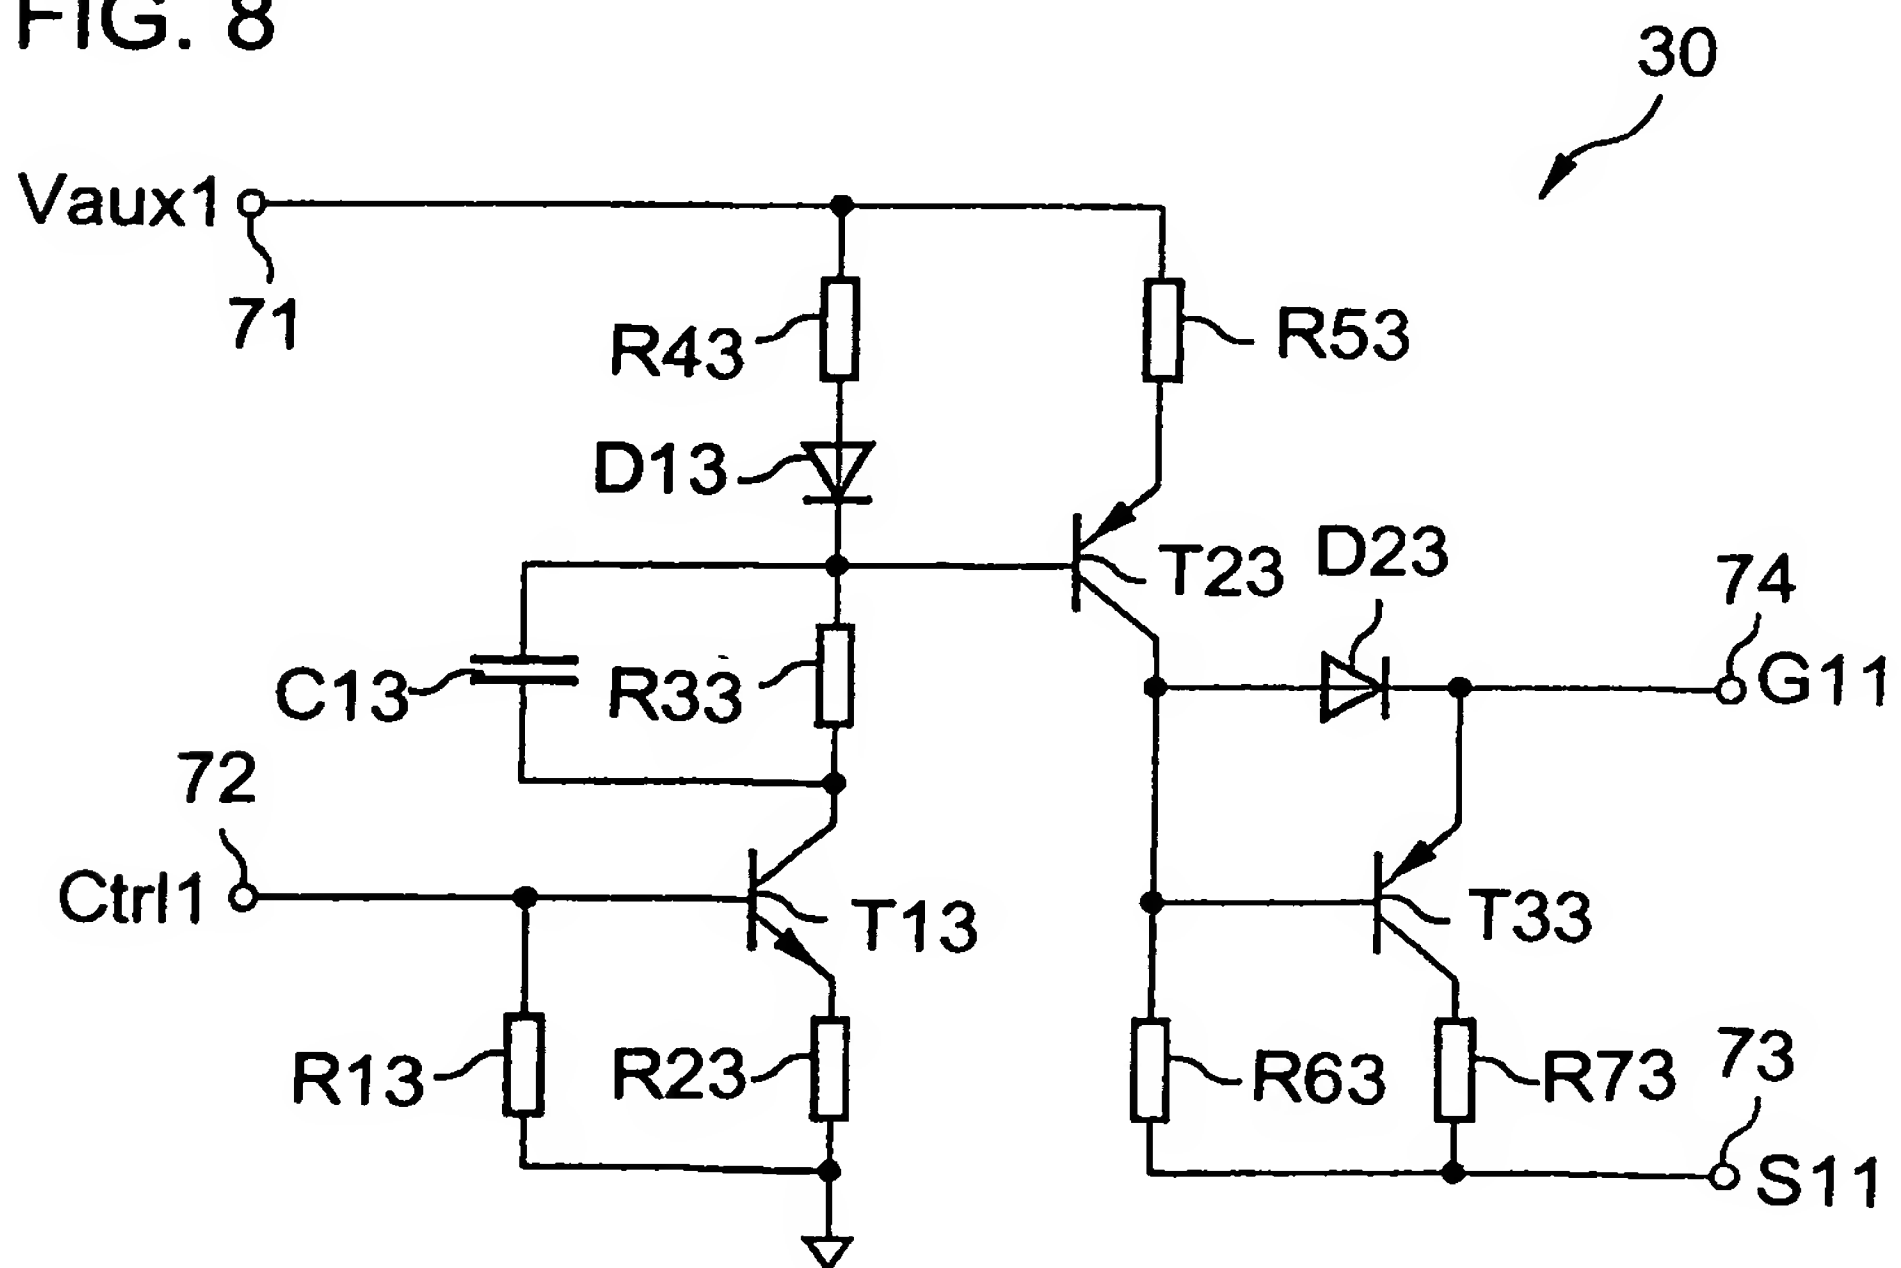 FIG. 8
30
Vaux1
71
R43
R53
D13
T23
D23
74
C13
R33
G11
72
Ctrl1
T13
T33
R13
R23
R63
R73
73
S11